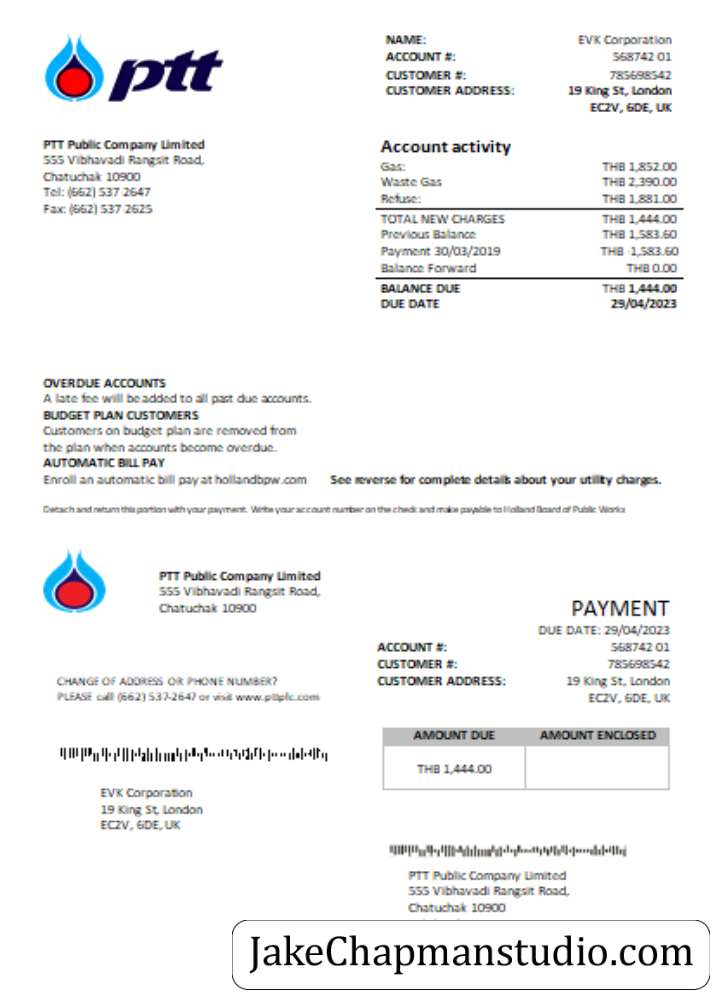 ptt
NAME: EVK Corporation
ACCOUNT #: 568742 01
CUSTOMER #: 785698542
CUSTOMER ADDRESS: 19 King St, London
EC2V, 6DE, UK
PTT Public Company Limited
555 Vibhavadi Rangsit Road,
Chatuchak 10900
Tel: (662) 537 2647
Fax: (662) 537 2625
Account activity
Gas: THB 1,852.00
Waste Gas THB 2,390.00
Refuse: THB 1,881.00
TOTAL NEW CHARGES THB 1,444.00
Previous Balance THB 1,583.60
Payment 30/03/2019 THB -1,583.60
Balance Forward THB 0.00
BALANCE DUE THB 1,444.00
DUE DATE 29/04/2023
OVERDUE ACCOUNTS
A late fee will be added to all past due accounts.
BUDGET PLAN CUSTOMERS
Customers on budget plan are removed from
the plan when accounts become overdue.
AUTOMATIC BILL PAY
Enroll an automatic bill pay at hollandbpw.com See reverse for complete details about your utility charges.
Detach and return this portion with your payment. Write your account number on the check and make payable to Holland Board of Public Works
PTT Public Company Limited
555 Vibhavadi Rangsit Road,
Chatuchak 10900
PAYMENT
DUE DATE: 29/04/2023
ACCOUNT #: 568742 01
CUSTOMER #: 785698542
CUSTOMER ADDRESS: 19 King St, London
EC2V, 6DE, UK
CHANGE OF ADDRESS OR PHONE NUMBER?
PLEASE call (662) 537-2647 or visit www.pttplc.com
AMOUNT DUE AMOUNT ENCLOSED
THB 1,444.00
EVK Corporation
19 King St, London
EC2V, 6DE, UK
PTT Public Company Limited
555 Vibhavadi Rangsit Road,
Chatuchak 10900
JakeChapmanstudio.com